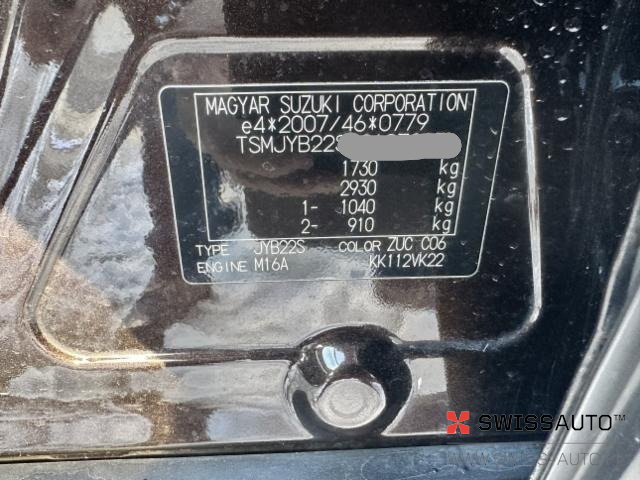 MAGYAR SUZUKI CORPORATION
e4*2007/46*0779
TSMJYB22S
1730 kg
2930 kg
1- 1040 kg
2- 910 kg
TYPE JYB22S COLOR ZUC C06
ENGINE M16A KK112VK22
SWISSAUTO™